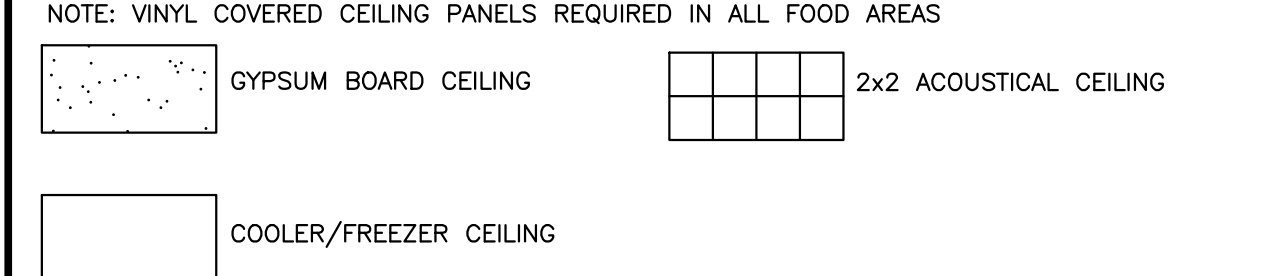 NOTE: VINYL COVERED CEILING PANELS REQUIRED IN ALL FOOD AREAS
GYPSUM BOARD CEILING
2x2 ACOUSTICAL CEILING
COOLER/FREEZER CEILING